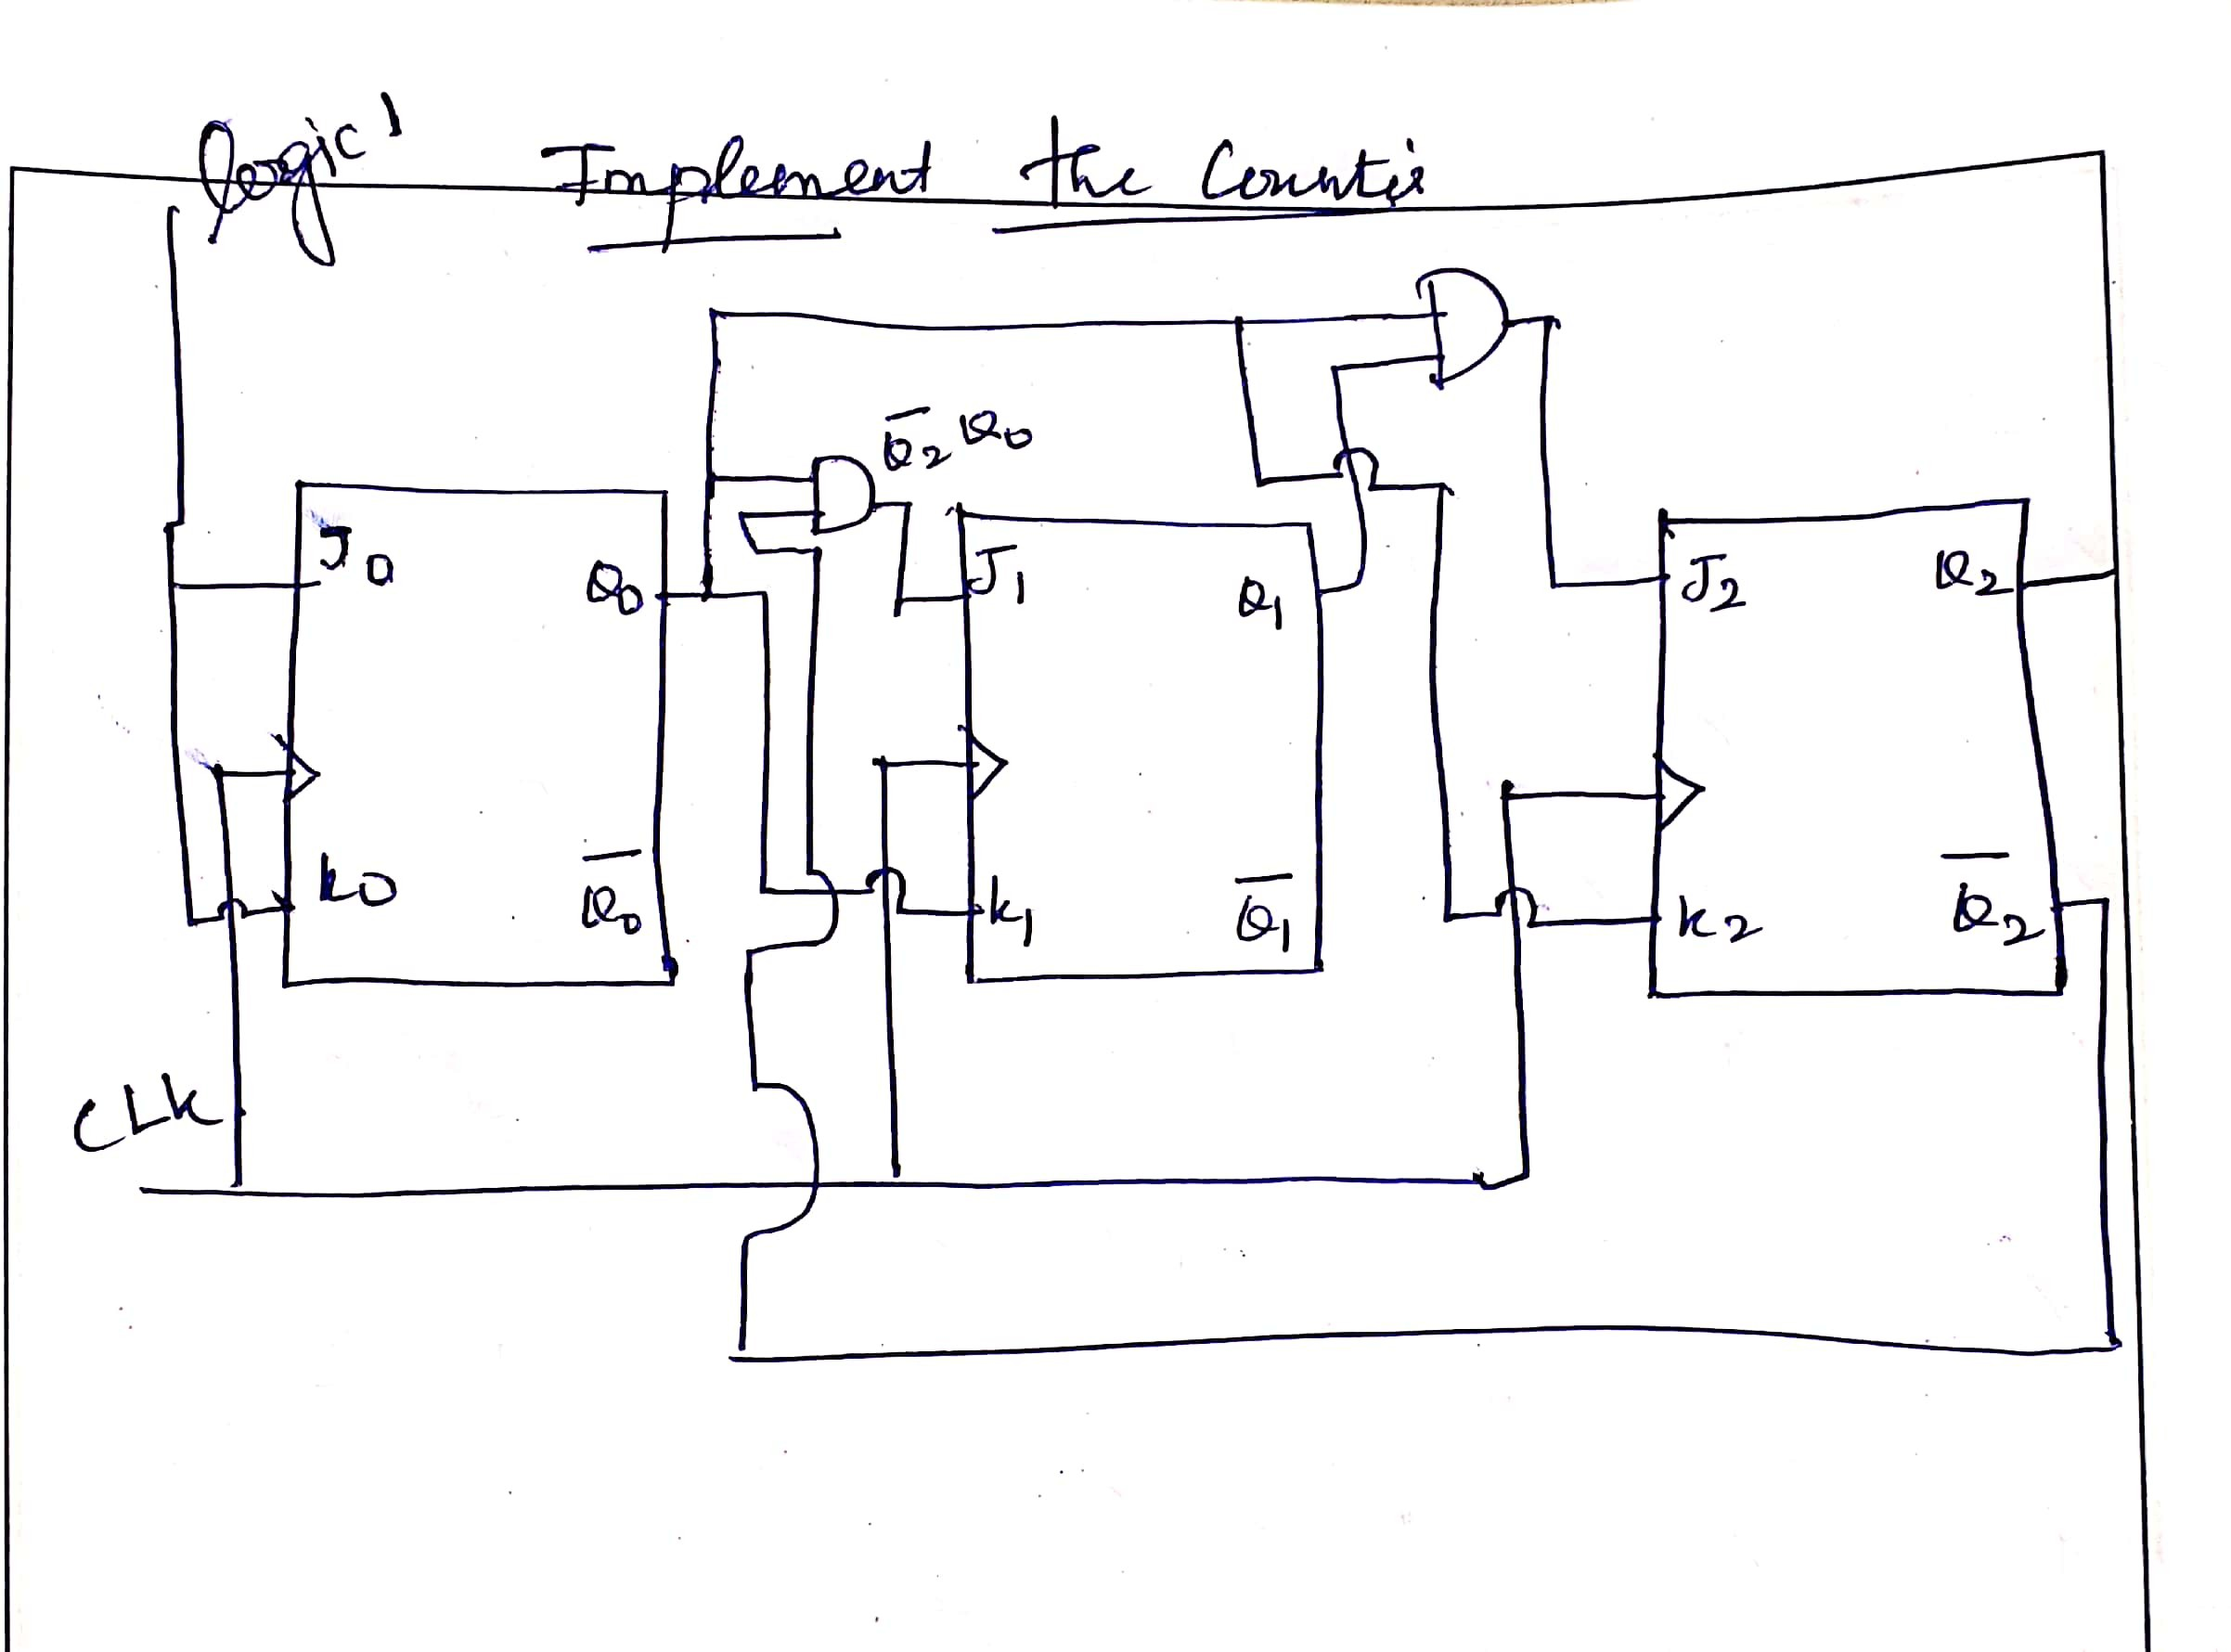 Logic 1 Implement the Counter
Q̅2 Q0
J0 Q0 J1 Q1 J2 Q2
K0 Q̅0 K1 Q̅1 K2 Q̅2
CLK